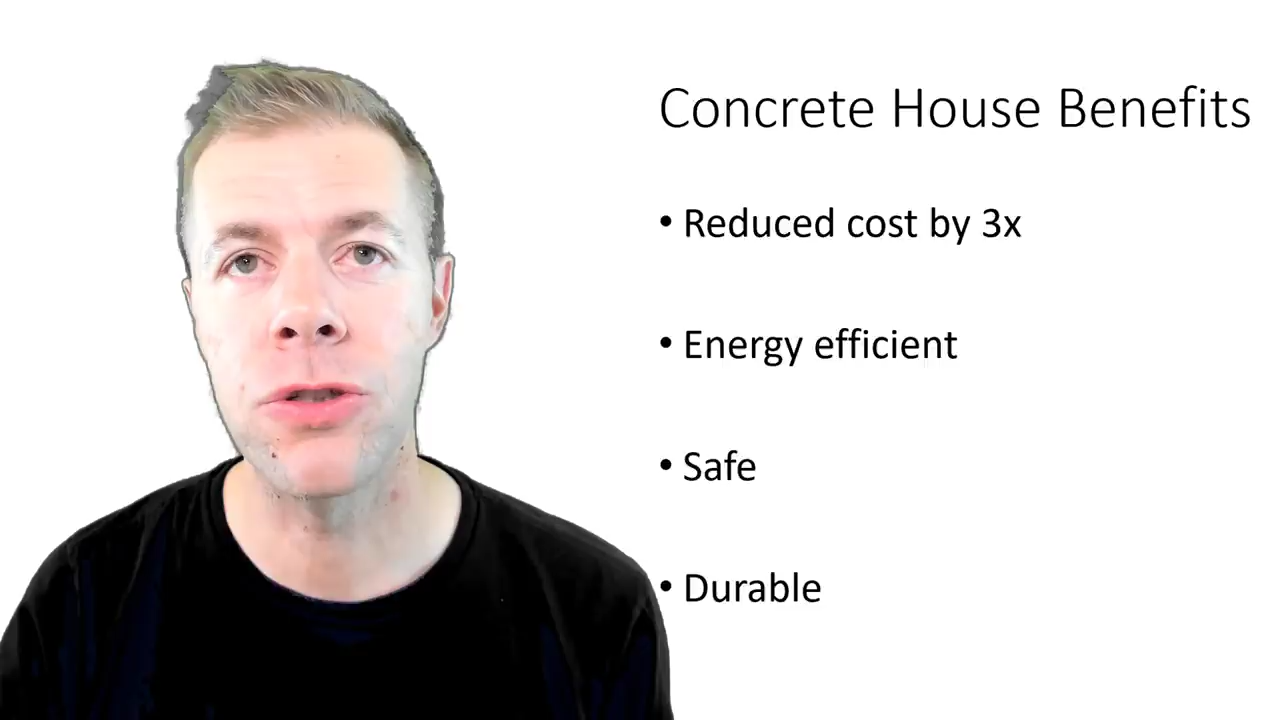 Concrete House Benefits
• Reduced cost by 3x
• Energy efficient
• Safe
• Durable